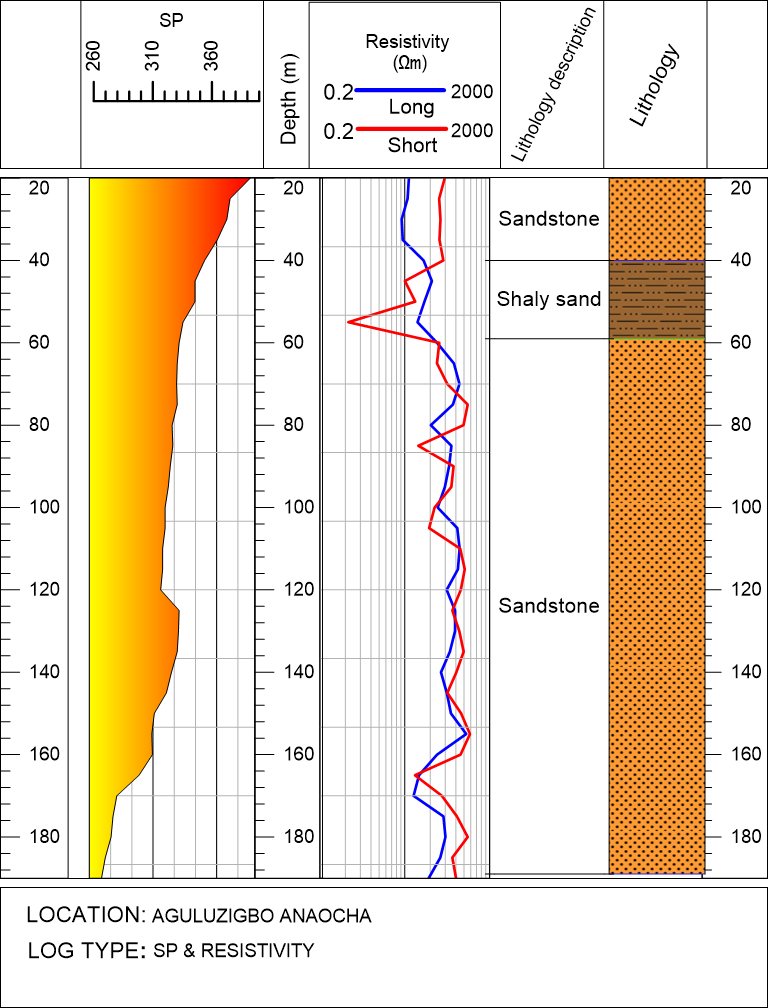 SP
260 310 360
Depth (m)
Resistivity
(Ωm)
0.2 2000
Long
0.2 2000
Short
Lithology description
Lithology
20 20 20
Sandstone
40 40 40
Shaly sand
60 60 60
80 80 80
100 100 100
120 120 120
Sandstone
140 140 140
160 160 160
180 180 180
LOCATION: AGULUZIGBO ANAOCHA
LOG TYPE: SP & RESISTIVITY